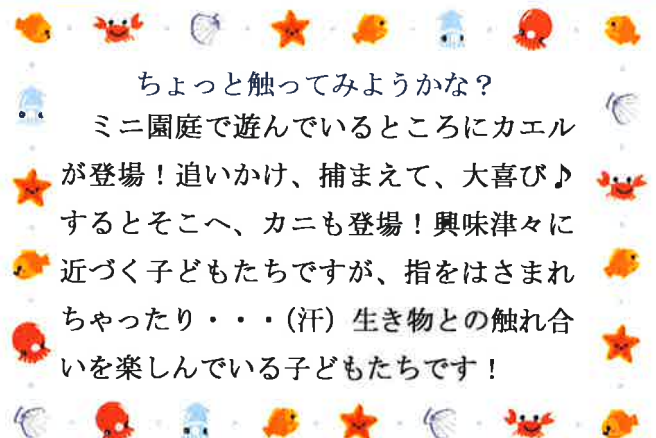 ちょっと触ってみようかな？
ミニ園庭で遊んでいるところにカエル
が登場！追いかけ、捕まえて、大喜び♪
するとそこへ、カニも登場！興味津々に
近づく子どもたちですが、指をはさまれ
ちゃったり・・・（汗）生き物との触れ合
いを楽しんでいる子どもたちです！